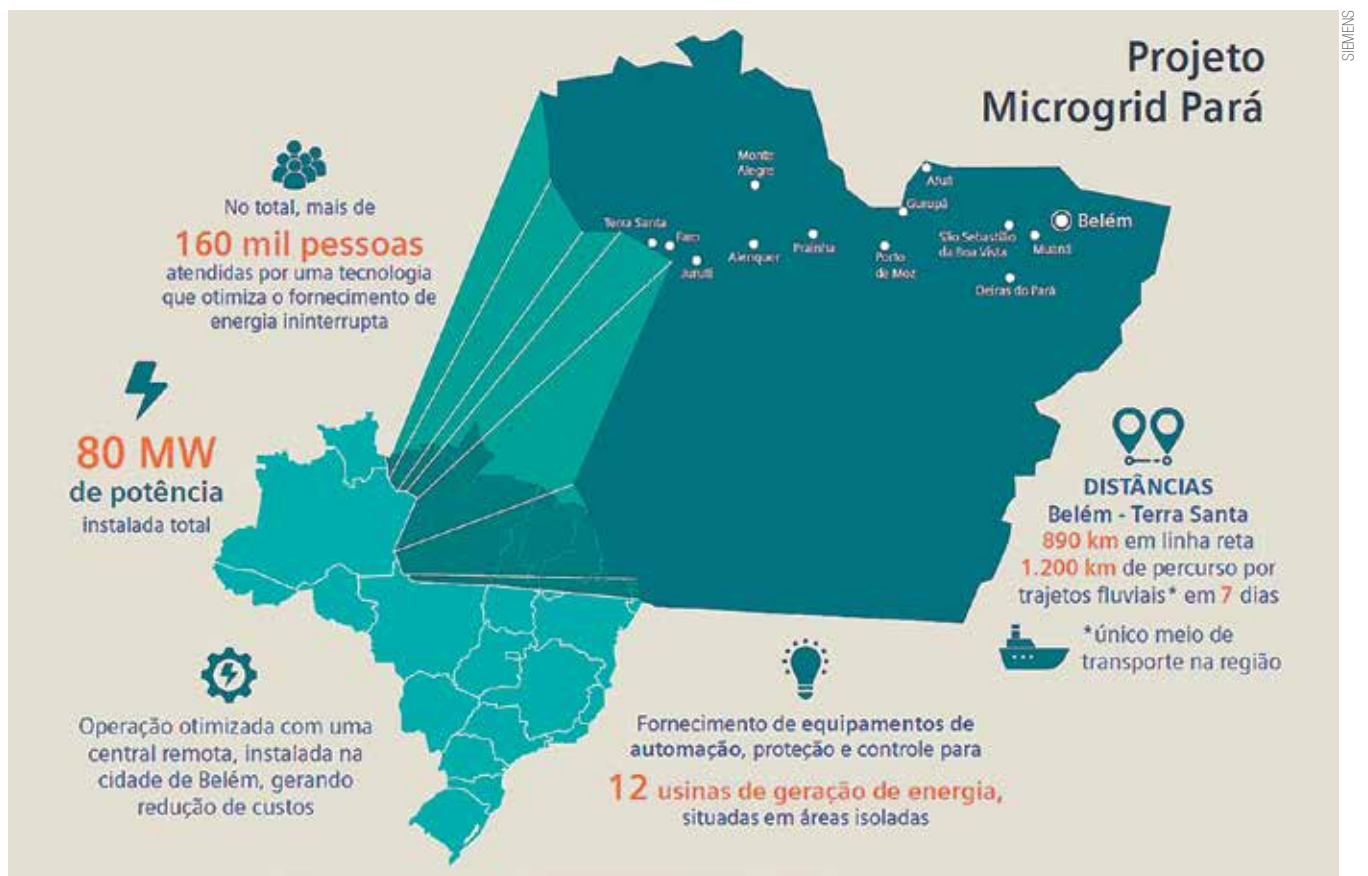 SIEMENS
Projeto
Microgrid Pará
No total, mais de
160 mil pessoas
atendidas por uma tecnologia
que otimiza o fornecimento de
energia ininterrupta
80 MW
de potência
instalada total
Monte
Alegre
Afuá
Gurupá
Terra Santa
Faro
Juruti
Alenquer
Prainha
Porto
de Moz
São Sebastião
da Boa Vista
Muaná
Belém
Oeiras do Pará
DISTÂNCIAS
Belém - Terra Santa
890 km em linha reta
1.200 km de percurso por
trajetos fluviais* em 7 dias
*único meio de
transporte na região
Operação otimizada com uma
central remota, instalada na
cidade de Belém, gerando
redução de custos
Fornecimento de equipamentos de
automação, proteção e controle para
12 usinas de geração de energia,
situadas em áreas isoladas